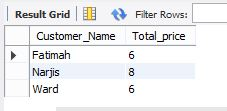 Result Grid Filter Rows:
Customer_Name Total_price
Fatimah 6
Narjis 8
Ward 6